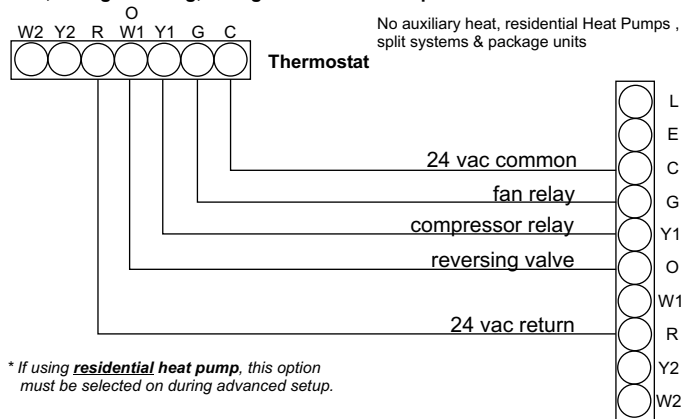 O
W2 Y2 R W1 Y1 G C
No auxiliary heat, residential Heat Pumps ,
split systems & package units
Thermostat
L
E
24 vac common C
fan relay G
compressor relay Y1
reversing valve O
W1
24 vac return R
Y2
W2
* If using residential heat pump, this option
must be selected on during advanced setup.